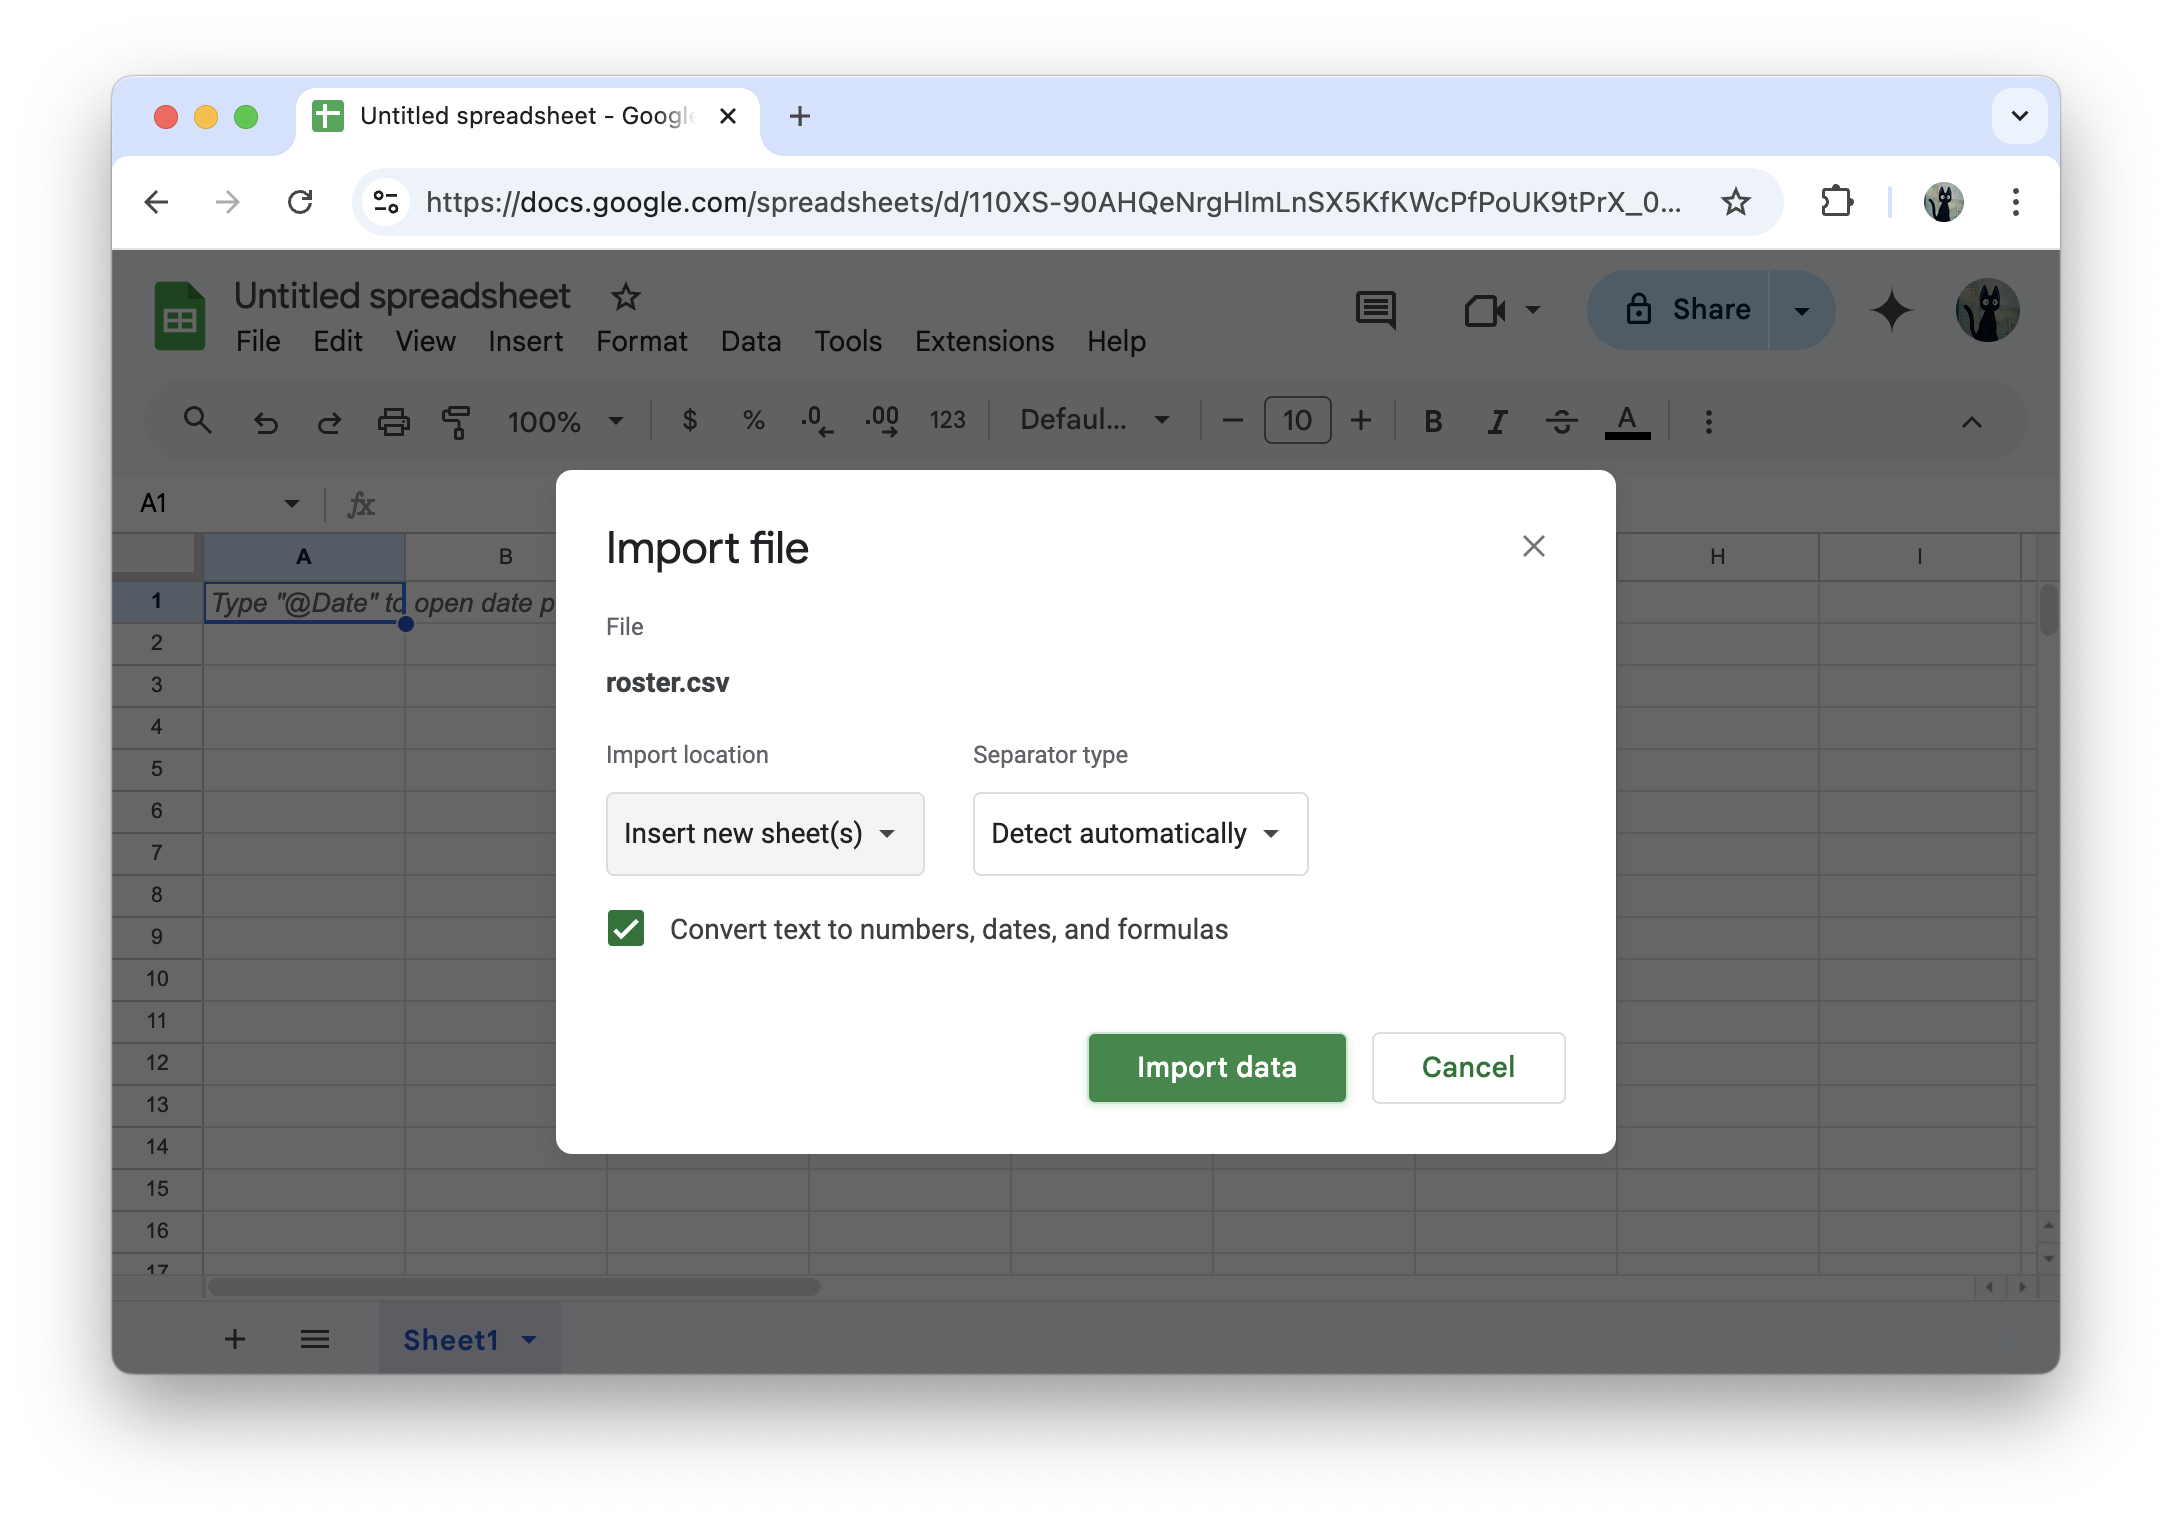 Untitled spreadsheet - Googl
https://docs.google.com/spreadsheets/d/110XS-90AHQeNrgHlmLnSX5KfKWcPfPoUK9tPrX_0...
Untitled spreadsheet
File Edit View Insert Format Data Tools Extensions Help
Share
100% $ % .0 .00 123 Defaul... 10 B I S A
A1 fx
A B H I
1 Type "@Date" to open date p
2
3
4
5
6
7
8
9
10
11
12
13
14
15
16
17
Import file
File
roster.csv
Import location Separator type
Insert new sheet(s) Detect automatically
Convert text to numbers, dates, and formulas
Import data Cancel
Sheet1